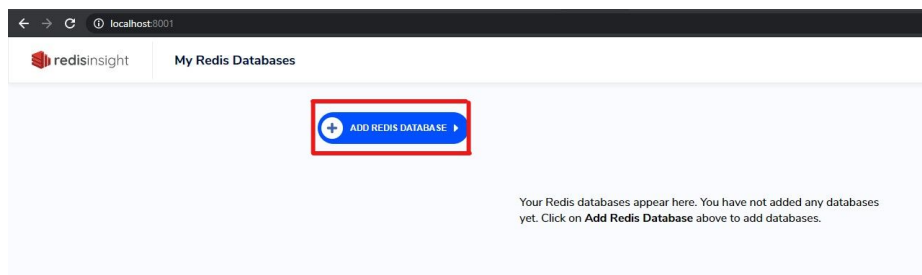 localhost:8001
redisinsight
My Redis Databases
ADD REDIS DATABASE
Your Redis databases appear here. You have not added any databases
yet. Click on Add Redis Database above to add databases.